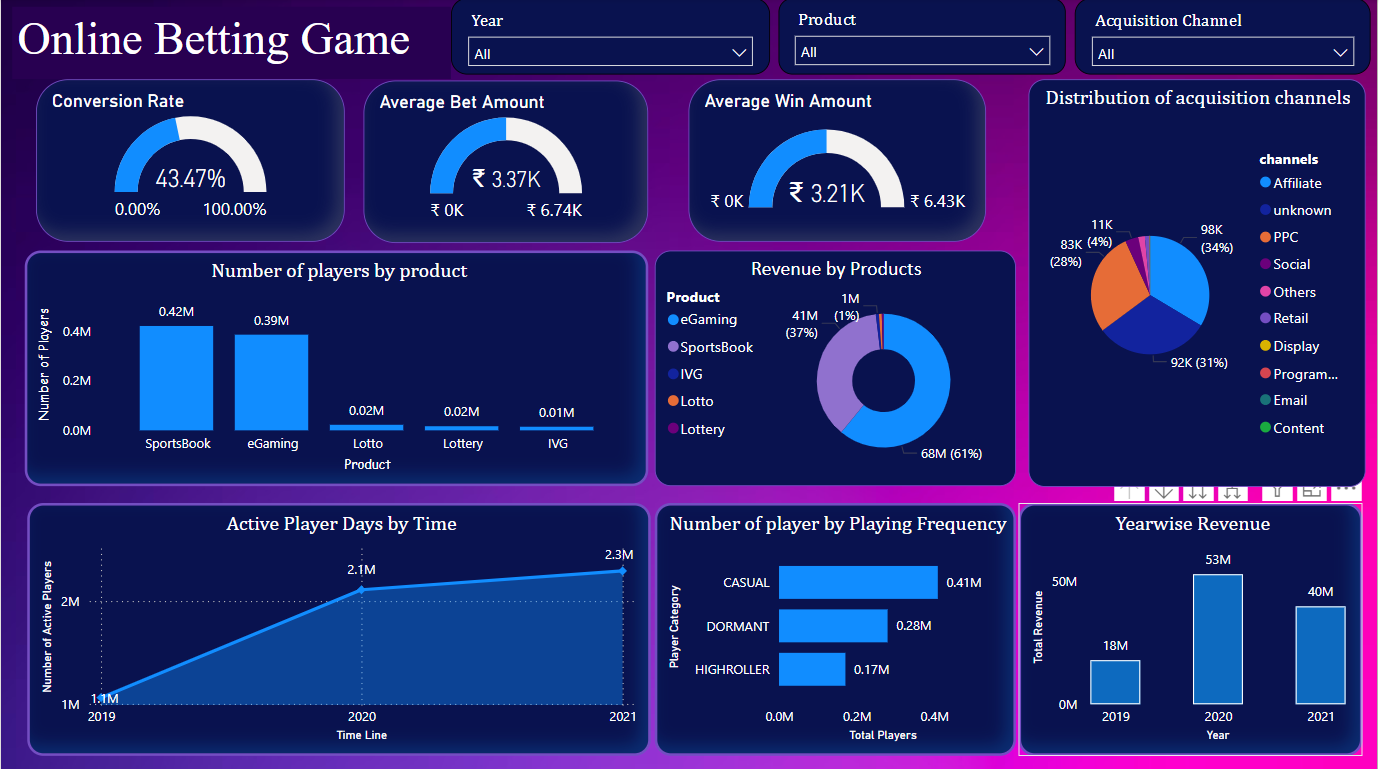 Online Betting Game
Year
All
Product
All
Acquisition Channel
All
Conversion Rate
43.47%
0.00%
100.00%
Average Bet Amount
₹ 3.37K
₹ 0K
₹ 6.74K
Average Win Amount
₹ 3.21K
₹ 0K
₹ 6.43K
Distribution of acquisition channels
channels
Affiliate
unknown
PPC
Social
Others
Retail
Display
Program...
Email
Content
11K
(4%)
83K
(28%)
98K
(34%)
92K (31%)
Number of players by product
Number of Players
0.4M
0.2M
0.0M
0.42M
0.39M
0.02M
0.02M
0.01M
SportsBook
eGaming
Lotto
Lottery
IVG
Product
Revenue by Products
Product
eGaming
SportsBook
IVG
Lotto
Lottery
1M
(1%)
41M
(37%)
68M (61%)
Active Player Days by Time
Number of Active Players
2M
1M
1.1M
2.1M
2.3M
2019
2020
2021
Time Line
Number of player by Playing Frequency
Player Category
CASUAL
0.41M
DORMANT
0.28M
HIGHROLLER
0.17M
0.0M
0.2M
0.4M
Total Players
Yearwise Revenue
Total Revenue
50M
0M
18M
53M
40M
2019
2020
2021
Year